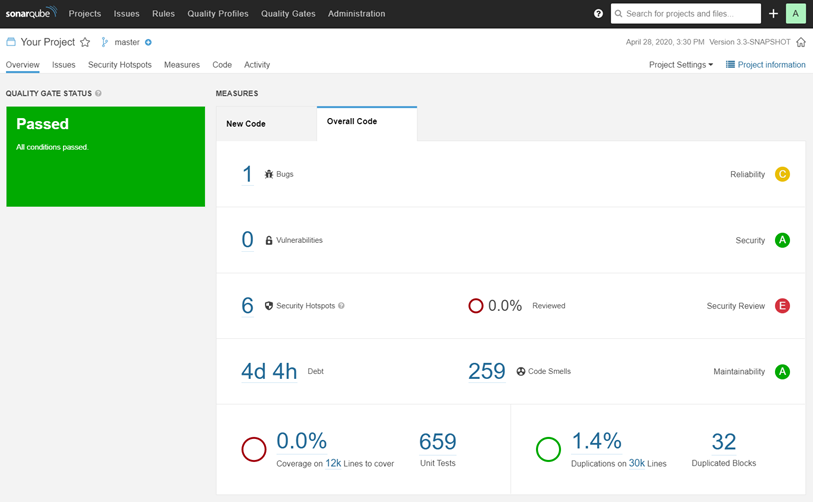 sonarqube Projects Issues Rules Quality Profiles Quality Gates Administration ? Search for projects and files... + A
Your Project master April 28, 2020, 3:30 PM Version 3.3-SNAPSHOT
Overview Issues Security Hotspots Measures Code Activity Project Settings Project information
QUALITY GATE STATUS ?
Passed
All conditions passed.
MEASURES
New Code
Overall Code
1 Bugs Reliability C
0 Vulnerabilities Security A
6 Security Hotspots ? 0.0% Reviewed Security Review E
4d 4h Debt 259 Code Smells Maintainability A
0.0% 659 1.4% 32
Coverage on 12k Lines to cover Unit Tests Duplications on 30k Lines Duplicated Blocks